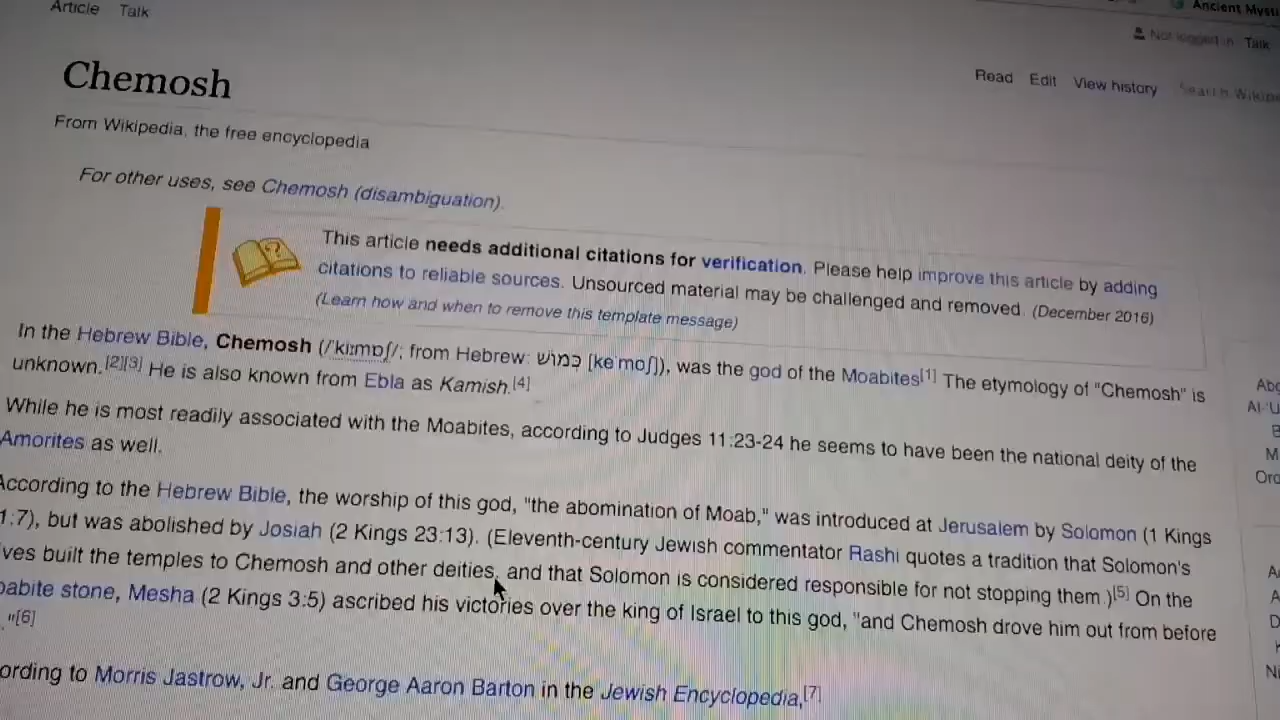 Article Talk
Ancient Myst
Not logged in Talk
Chemosh
Read Edit View history Search Wikip
From Wikipedia, the free encyclopedia
For other uses, see Chemosh (disambiguation).
This article needs additional citations for verification. Please help improve this article by adding
citations to reliable sources. Unsourced material may be challenged and removed. (December 2016)
(Learn how and when to remove this template message)
In the Hebrew Bible, Chemosh (/ˈkiːmɒʃ/; from Hebrew: כְּמוֹשׁ [keˈmoʃ]), was the god of the Moabites[1] The etymology of "Chemosh" is
unknown.[2][3] He is also known from Ebla as Kamish.[4]
While he is most readily associated with the Moabites, according to Judges 11:23-24 he seems to have been the national deity of the
Amorites as well.
According to the Hebrew Bible, the worship of this god, "the abomination of Moab," was introduced at Jerusalem by Solomon (1 Kings
1:7), but was abolished by Josiah (2 Kings 23:13). (Eleventh-century Jewish commentator Rashi quotes a tradition that Solomon's
ves built the temples to Chemosh and other deities, and that Solomon is considered responsible for not stopping them.)[5] On the
oabite stone, Mesha (2 Kings 3:5) ascribed his victories over the king of Israel to this god, "and Chemosh drove him out from before
."[6]
ording to Morris Jastrow, Jr. and George Aaron Barton in the Jewish Encyclopedia,[7]